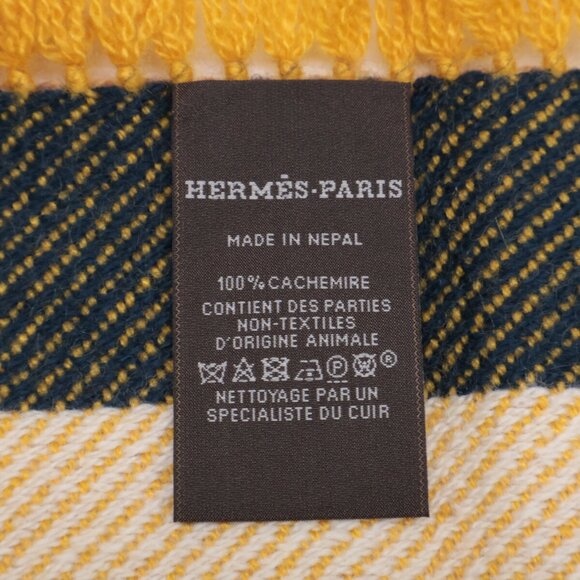 HERMÈS-PARIS
MADE IN NEPAL
100% CACHEMIRE
CONTIENT DES PARTIES
NON-TEXTILES
D'ORIGINE ANIMALE
P W ®
NETTOYAGE PAR UN
SPECIALISTE DU CUIR